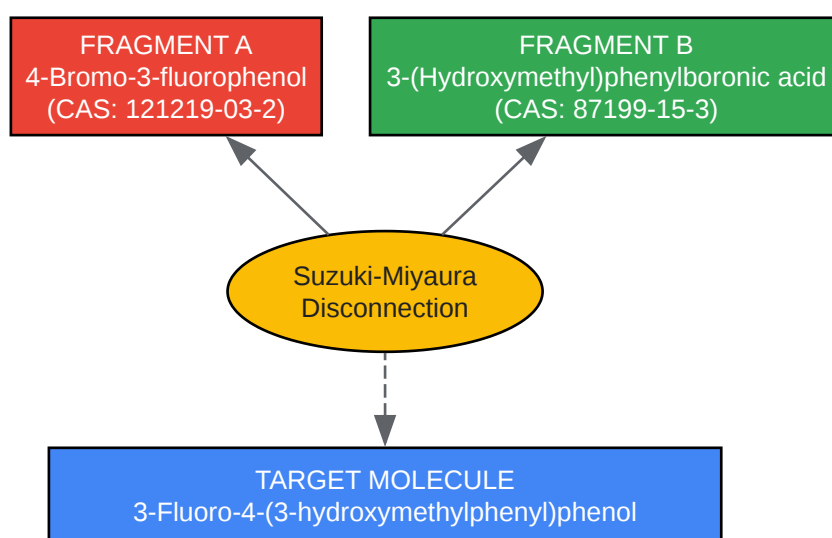 FRAGMENT A
4-Bromo-3-fluorophenol
(CAS: 121219-03-2)
FRAGMENT B
3-(Hydroxymethyl)phenylboronic acid
(CAS: 87199-15-3)
Suzuki-Miyaura
Disconnection
TARGET MOLECULE
3-Fluoro-4-(3-hydroxymethylphenyl)phenol